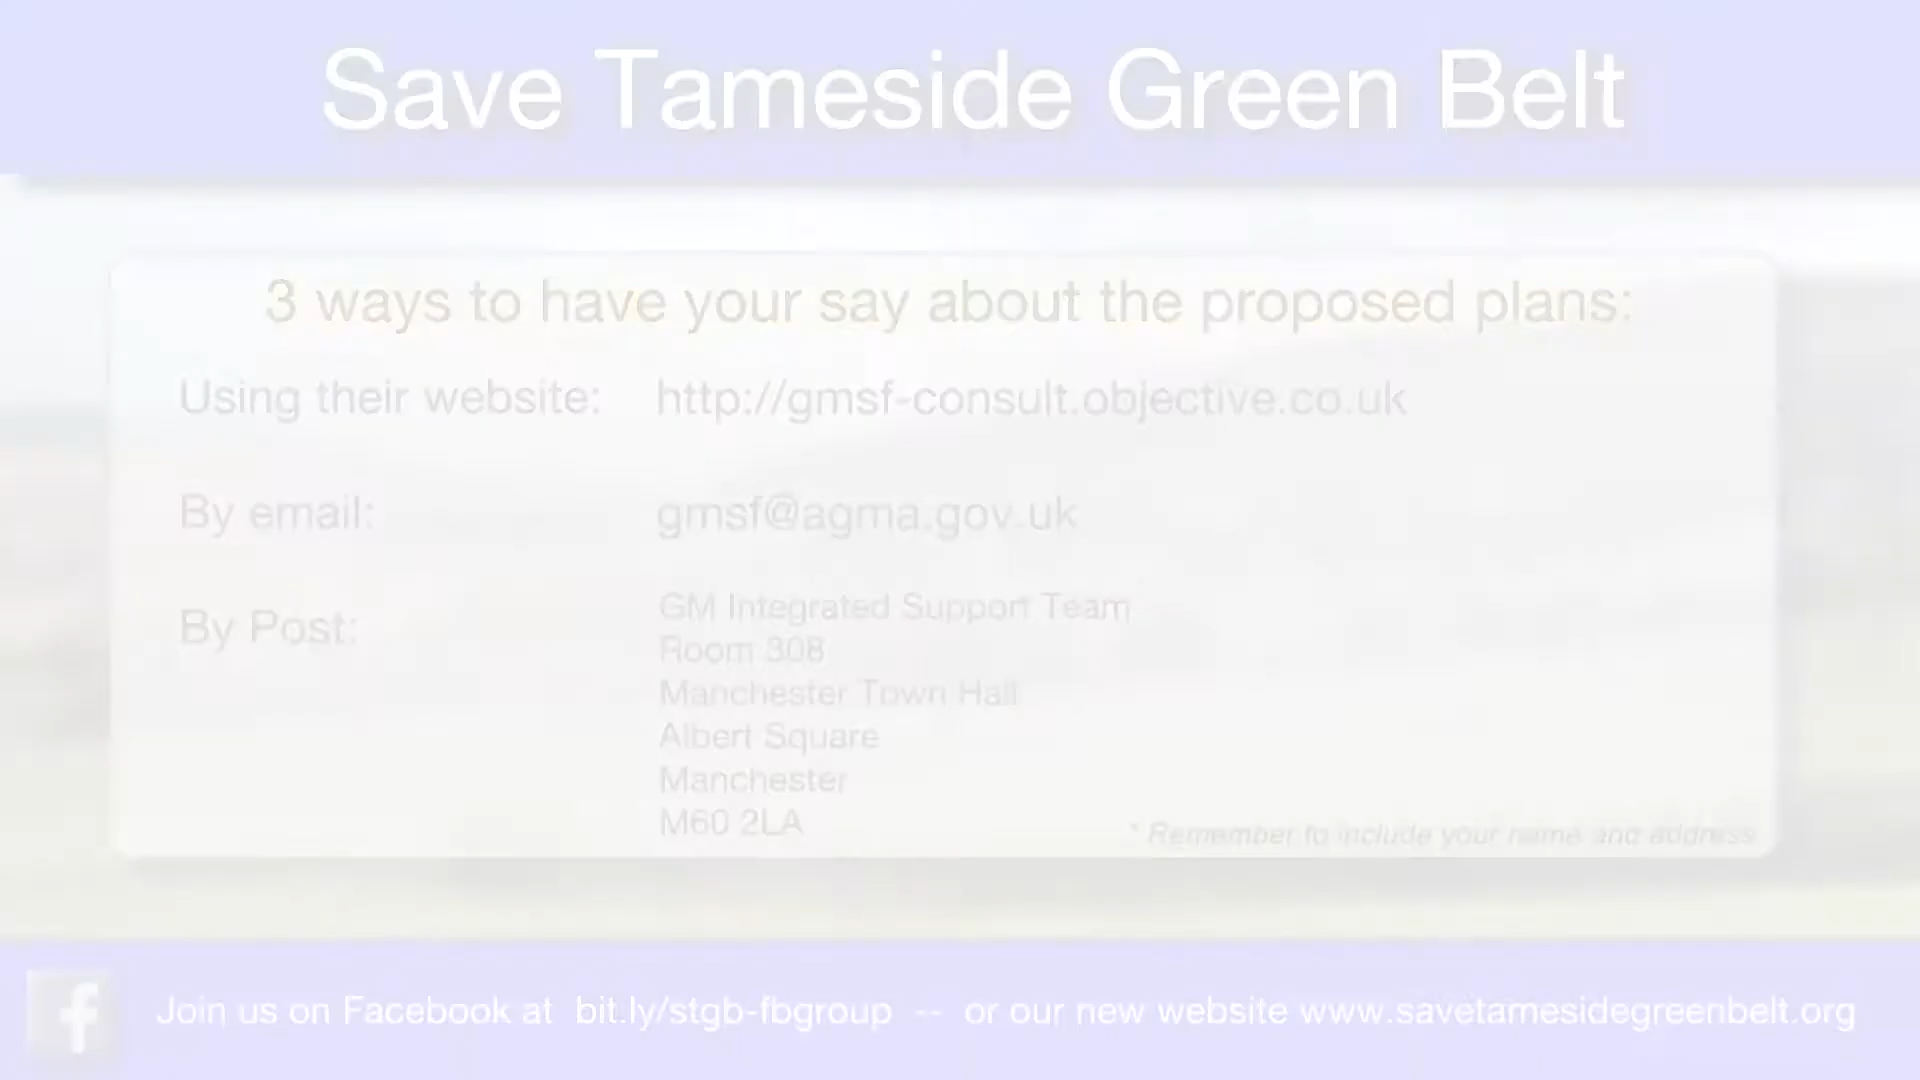 Save Tameside Green Belt
3 ways to have your say about the proposed plans:
Using their website: http://gmsf-consult.objective.co.uk
By email: gmsf@agma.gov.uk
By Post: GM Integrated Support Team
Room 308
Manchester Town Hall
Albert Square
Manchester
M60 2LA
* Remember to include your name and address
f Join us on Facebook at bit.ly/stgb-fbgroup -- or our new website www.savetamesidegreenbelt.org